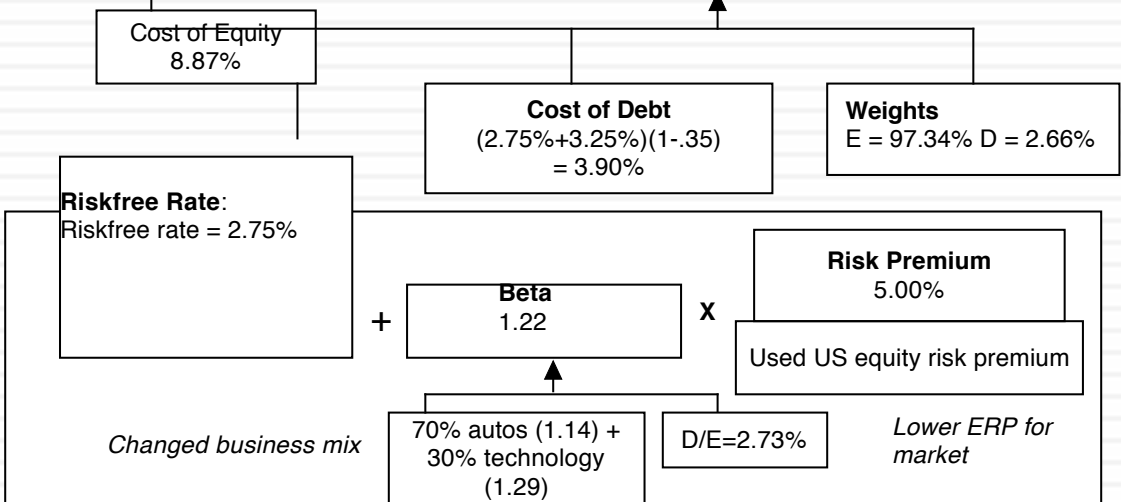 Cost of Equity
8.87%
Cost of Debt
(2.75%+3.25%)(1-.35)
= 3.90%
Weights
E = 97.34% D = 2.66%
Riskfree Rate:
Riskfree rate = 2.75%
+
Beta
1.22
X
Risk Premium
5.00%
Used US equity risk premium
Changed business mix
70% autos (1.14) +
30% technology
(1.29)
D/E=2.73%
Lower ERP for
market